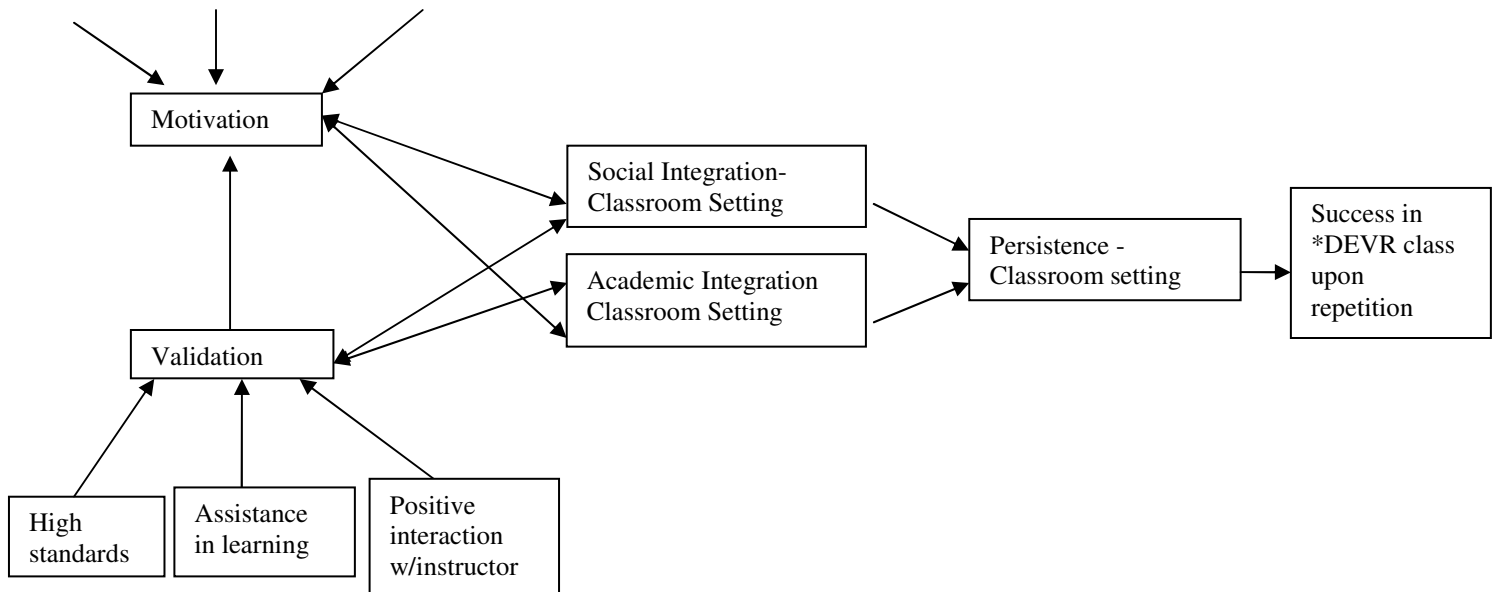 Motivation
Social Integration-
Classroom Setting
Academic Integration
Classroom Setting
Persistence -
Classroom setting
Success in
*DEVR class
upon
repetition
Validation
High
standards
Assistance
in learning
Positive
interaction
w/instructor